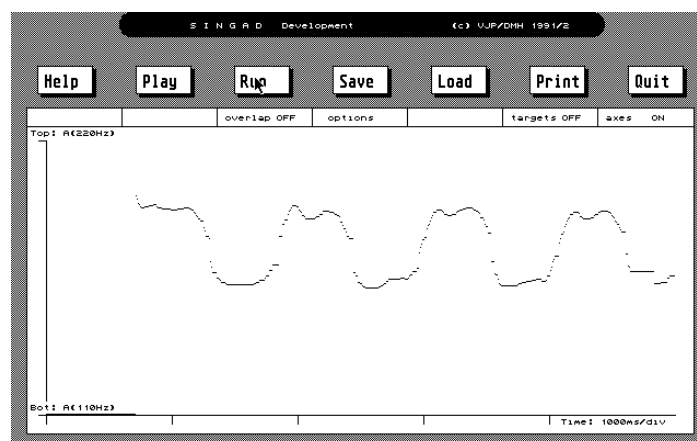 S I N G A D Development (c) VJP/DMH 1991/2
Help Play Run Save Load Print Quit
overlap OFF options targets OFF axes ON
Top: A(220Hz)
Bot: A(110Hz)
Time: 1000ms/div